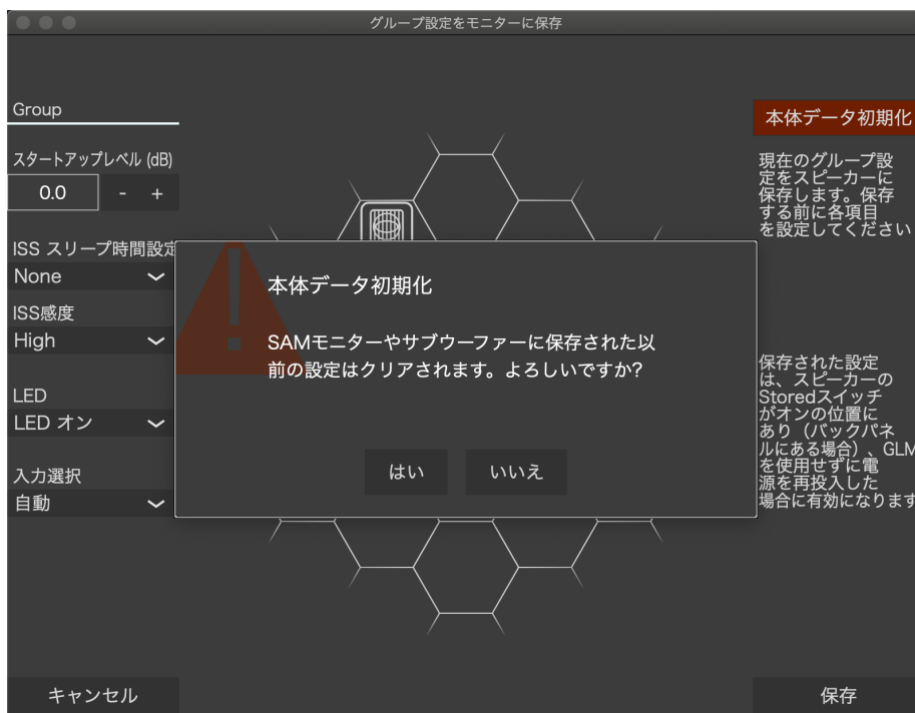 グループ設定をモニターに保存
Group
スタートアップレベル (dB)
0.0
-
+
ISS スリープ時間設定
None
ISS感度
High
LED
LED オン
入力選択
自動
本体データ初期化
SAMモニターやサブウーファーに保存された以
前の設定はクリアされます。よろしいですか?
はい
いいえ
本体データ初期化
現在のグループ設
定をスピーカーに
保存します。保存
する前に各項目
を設定してください
保存された設定
は、スピーカーの
Storedスイッチ
がオンの位置に
あり（バックパネ
ルにある場合）、GLM
を使用せずに電
源を再投入した
場合に有効になります
キャンセル
保存